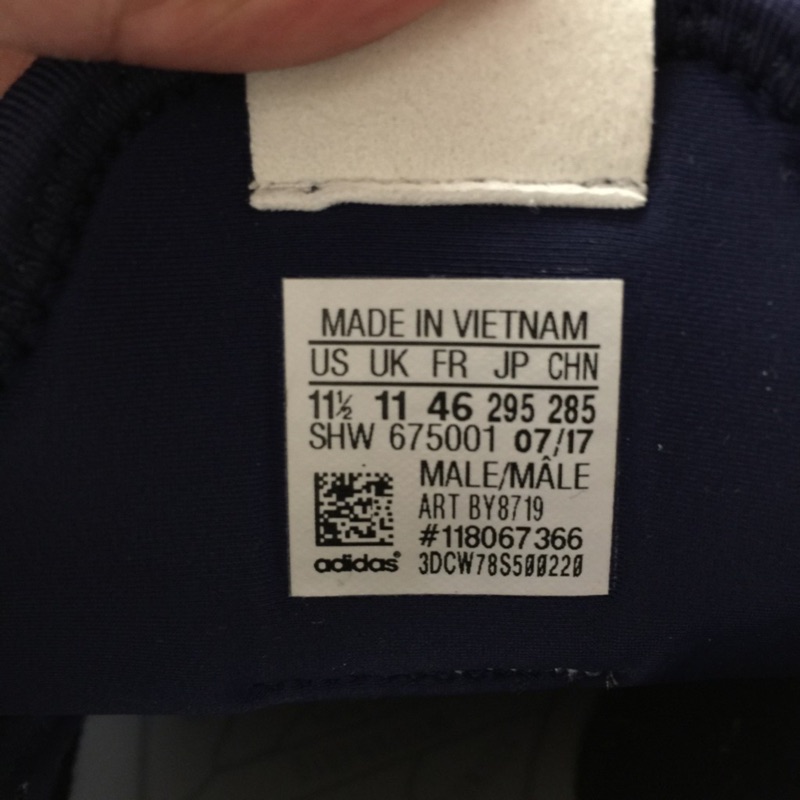 MADE IN VIETNAM
US UK FR JP CHN
11½ 11 46 295 285
SHW 675001 07/17
MALE/MÂLE
ART BY8719
#118067366
adidas® 3DCW78S500220